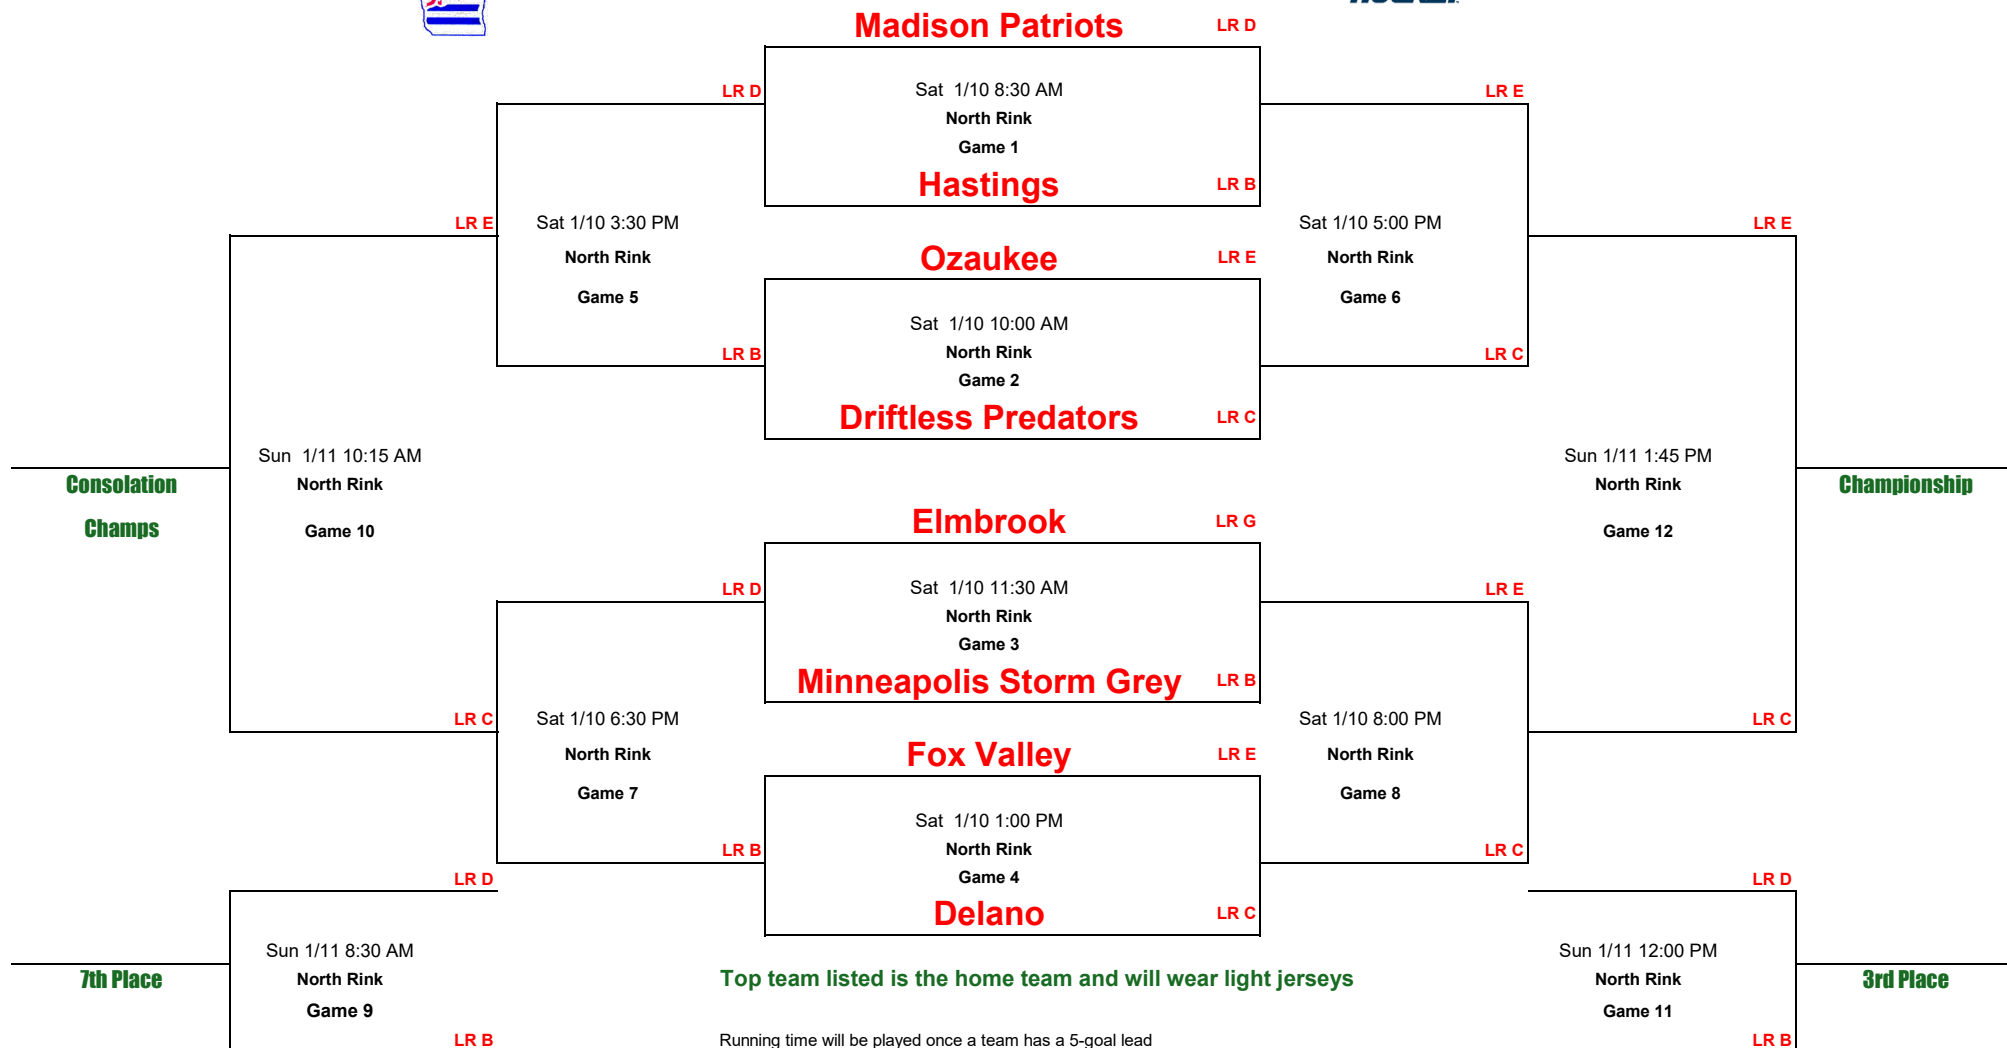 Madison Patriots LR D
LR D Sat 1/10 8:30 AM LR E
North Rink
Game 1
Hastings LR B
LR E Sat 1/10 3:30 PM Sat 1/10 5:00 PM LR E
North Rink Ozaukee LR E North Rink
Game 5 Game 6
Sat 1/10 10:00 AM
LR B North Rink LR C
Game 2
Driftless Predators LR C
Sun 1/11 10:15 AM Sun 1/11 1:45 PM
Consolation North Rink North Rink Championship
Champs Game 10 Elmbrook LR G Game 12
LR D Sat 1/10 11:30 AM LR E
North Rink
Game 3
Minneapolis Storm Grey LR B
LR C Sat 1/10 6:30 PM Sat 1/10 8:00 PM LR C
North Rink Fox Valley LR E North Rink
Game 7 Game 8
Sat 1/10 1:00 PM
LR B North Rink LR C
LR D Game 4 LR D
Delano LR C
Sun 1/11 8:30 AM Sun 1/11 12:00 PM
7th Place North Rink Top team listed is the home team and will wear light jerseys North Rink 3rd Place
Game 9 Game 11
LR B Running time will be played once a team has a 5-goal lead LR B